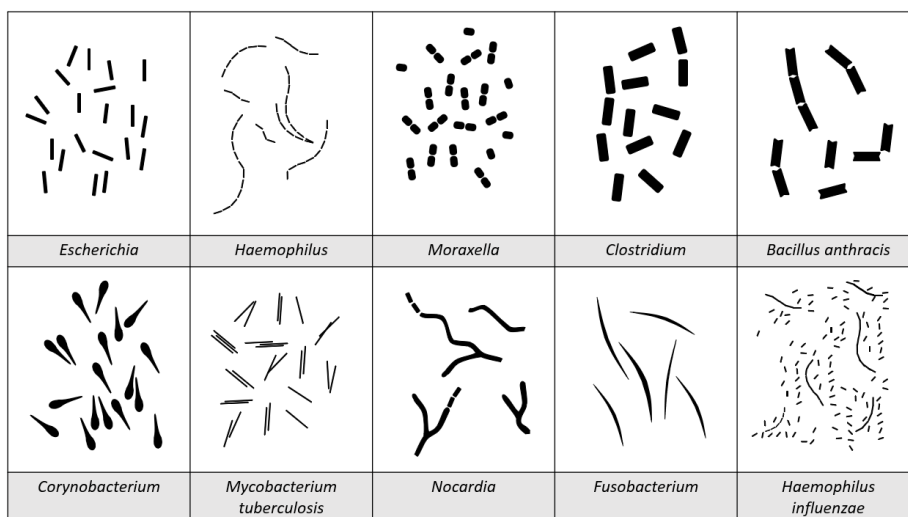 Escherichia
Haemophilus
Moraxella
Clostridium
Bacillus anthracis
Corynobacterium
Mycobacterium
tuberculosis
Nocardia
Fusobacterium
Haemophilus
influenzae